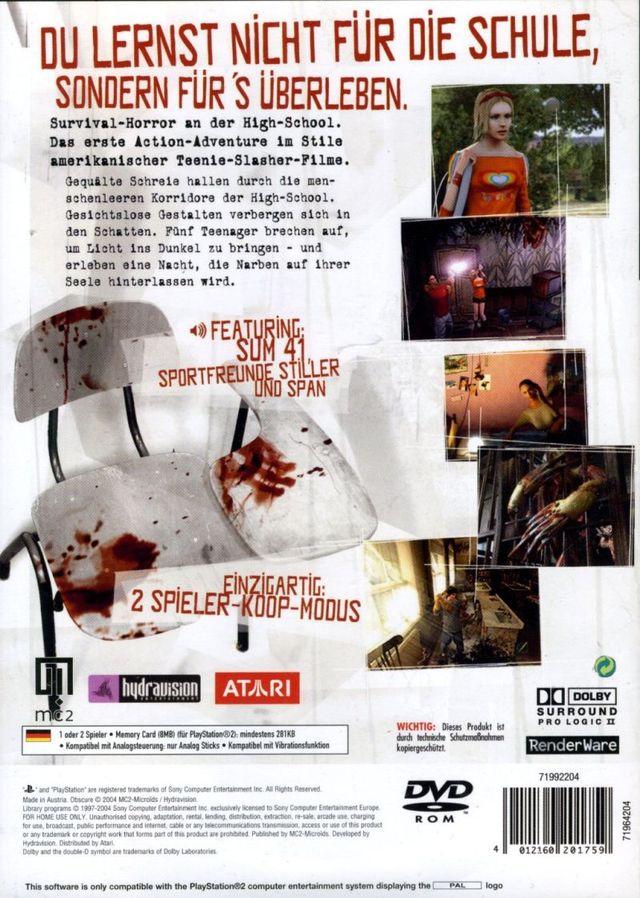 DU LERNST NICHT FÜR DIE SCHULE,
SONDERN FÜR´S ÜBERLEBEN.
Survival-Horror an der High-School.
Das erste Action-Adventure im Stile
amerikanischer Teenie-Slasher-Filme.
Gequälte Schreie hallen durch die men-
schenleeren Korridore der High-School.
Gesichtslose Gestalten verbergen sich in
den Schatten. Fünf Teenager brechen auf,
um Licht ins Dunkel zu bringen - und
erleben eine Nacht, die Narben auf ihrer
Seele hinterlassen wird.
FEATURING:
SUM 41,
SPORTFREUNDE STILLER
UND SPAN
EINZIGARTIG:
2 SPIELER-KOOP-MODUS
mc2
hydravision
entertainment
ATARI
DOLBY
SURROUND
PRO LOGIC II
RenderWare
1 oder 2 Spieler • Memory Card (8MB) (für PlayStation®2): mindestens 281KB
• Kompatibel mit Analogsteuerung: nur Analog Sticks • Kompatibel mit Vibrationsfunktion
WICHTIG: Dieses Produkt ist
durch technische Schutzmaßnahmen
kopiergeschützt.
" and "PlayStation" are registered trademarks of Sony Computer Entertainment Inc. All Rights Reserved.
Made in Austria. Obscure © 2004 MC2-Microïds / Hydravision.
Library programs © 1997-2004 Sony Computer Entertainment Inc. exclusively licensed to Sony Computer Entertainment Europe.
FOR HOME USE ONLY. Unauthorised copying, adaptation, rental, lending, distribution, extraction, re-sale, arcade use, charging
for use, broadcast, public performance and internet, cable or any telecommunications transmission, access or use of this product
or any trademark or copyright work that forms part of this product are prohibited. Published by MC2-Microïds. Developed by
Hydravision. Distributed by Atari.
Dolby and the double-D symbol are trademarks of Dolby Laboratories.
DVD
ROM
71992204
4 012160 201759
71964204
This software is only compatible with the PlayStation®2 computer entertainment system displaying the PAL logo